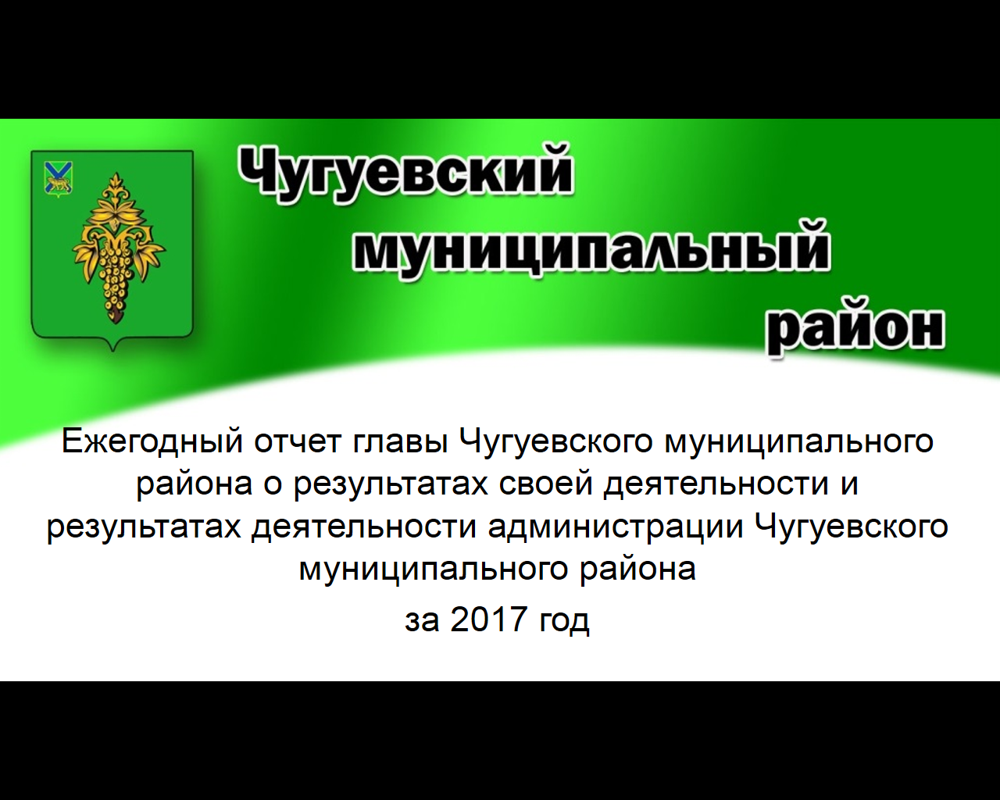 Чугуевский
муниципальный
район
Ежегодный отчет главы Чугуевского муниципального
района о результатах своей деятельности и
результатах деятельности администрации Чугуевского
муниципального района
за 2017 год